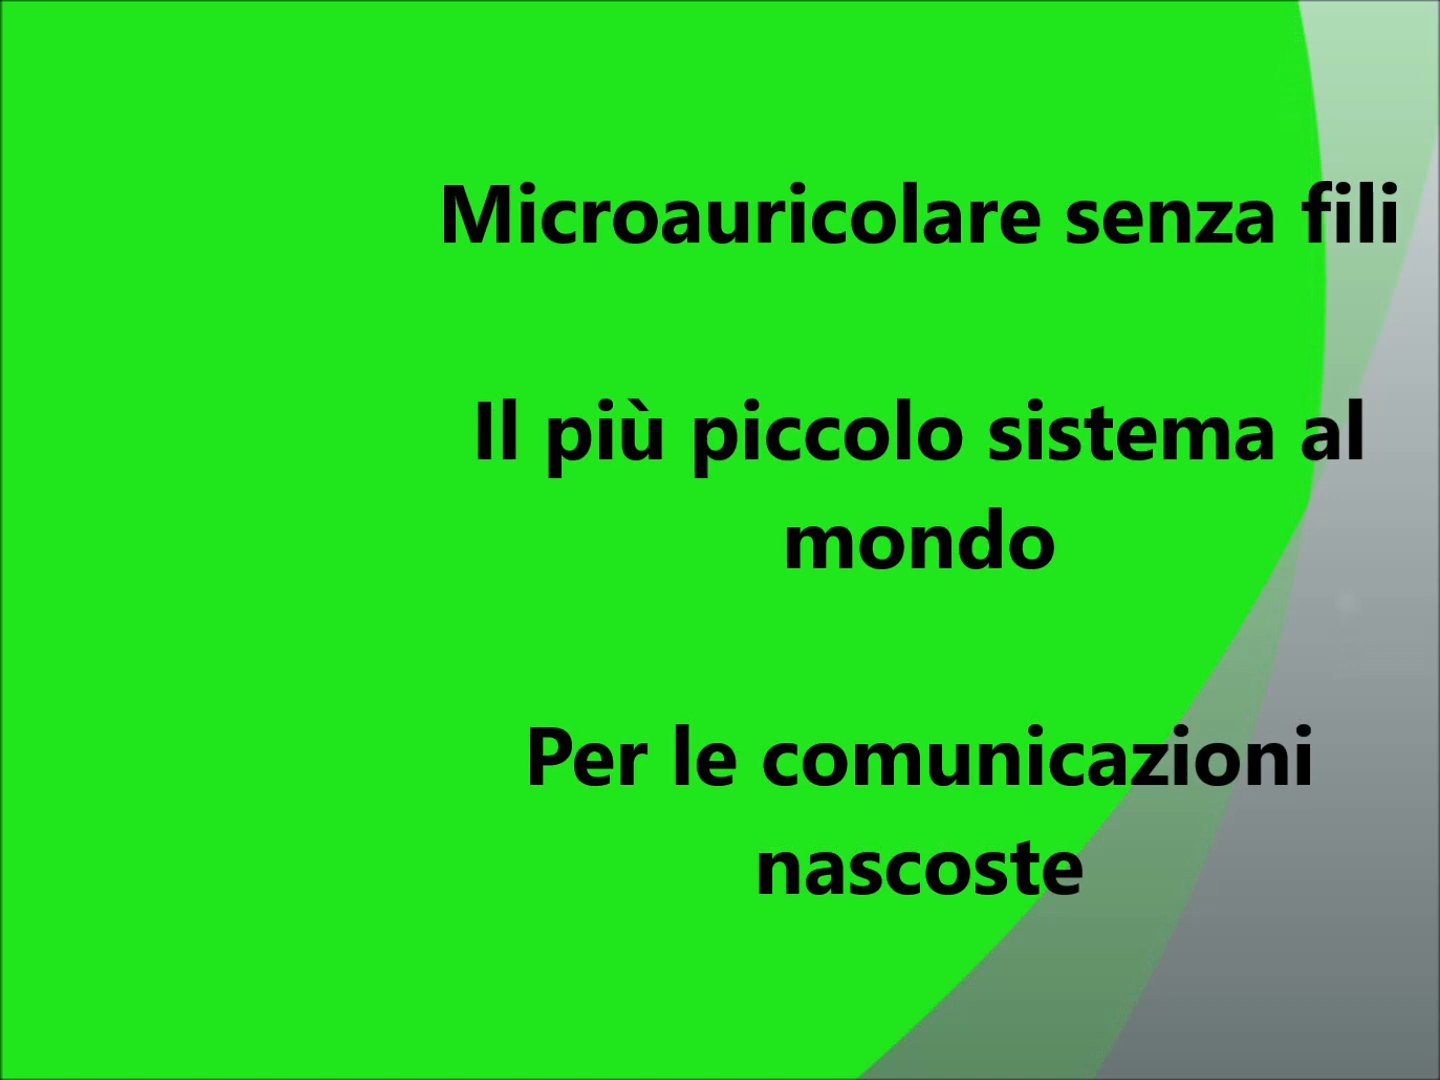 Microauricolare senza fili
Il più piccolo sistema al
mondo
Per le comunicazioni
nascoste